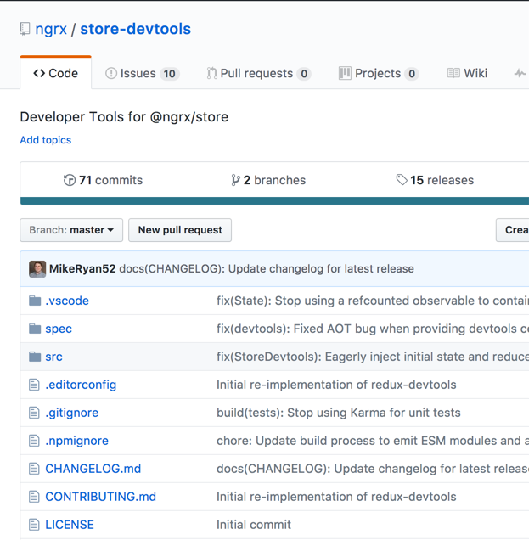 ngrx / store-devtools
Code Issues 10 Pull requests 0 Projects 0 Wiki
Developer Tools for @ngrx/store
Add topics
71 commits 2 branches 15 releases
Branch: master New pull request Crea
MikeRyan52 docs(CHANGELOG): Update changelog for latest release
.vscode fix(State): Stop using a refcounted observable to contain
spec fix(devtools): Fixed AOT bug when providing devtools co
src fix(StoreDevtools): Eagerly inject initial state and reduce
.editorconfig Initial re-implementation of redux-devtools
.gitignore build(tests): Stop using Karma for unit tests
.npmignore chore: Update build process to emit ESM modules and a
CHANGELOG.md docs(CHANGELOG): Update changelog for latest release
CONTRIBUTING.md Initial re-implementation of redux-devtools
LICENSE Initial commit